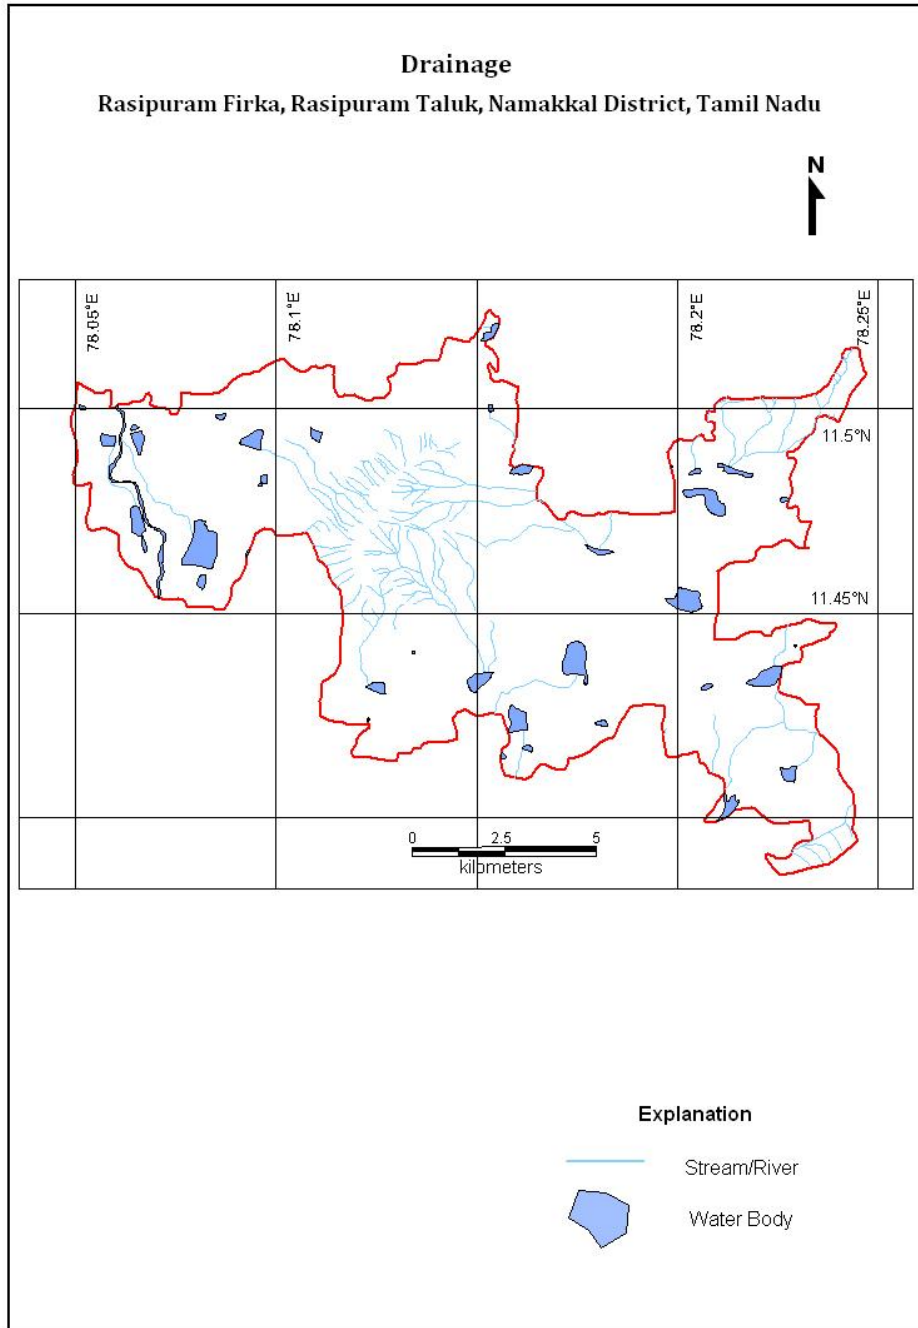 Drainage
Rasipuram Firka, Rasipuram Taluk, Namakkal District, Tamil Nadu
N
78.05°E
78.1°E
78.2°E
78.25°E
11.5°N
11.45°N
0 2.5 5
kilometers
Explanation
Stream/River
Water Body